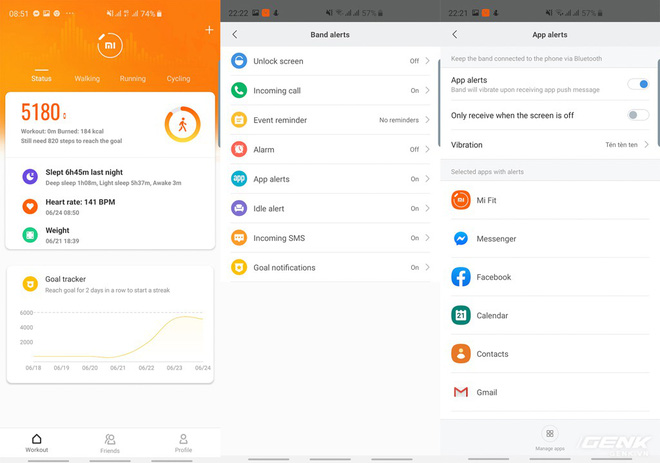 08:51
74%
mi
Status
Walking
Running
Cycling
5180
Workout: 0m Burned: 184 kcal
Still need 820 steps to reach the goal
Slept 6h45m last night
Deep sleep 1h08m, Light sleep 5h37m, Awake 3m
Heart rate: 141 BPM
06/24 08:50
Weight
06/21 18:39
Goal tracker
Reach goal for 2 days in a row to start a streak
6000
4000
2000
06/18 06/19 06/20 06/21 06/22 06/23 06/24
Workout
Friends
Profile
22:22
57%
Band alerts
Unlock screen Off
Incoming call On
Event reminder No reminders
Alarm Off
app App alerts On
Idle alert On
Incoming SMS On
Goal notifications On
22:21
57%
App alerts
Keep the band connected to the phone via Bluetooth
App alerts
Band will vibrate upon receiving app push message
Only receive when the screen is off
Vibration Tén tén ten
Selected apps with alerts
mi Mi Fit
Messenger
Facebook
21 Calendar
Contacts
Gmail
Manage apps
GENK
GENK.VN